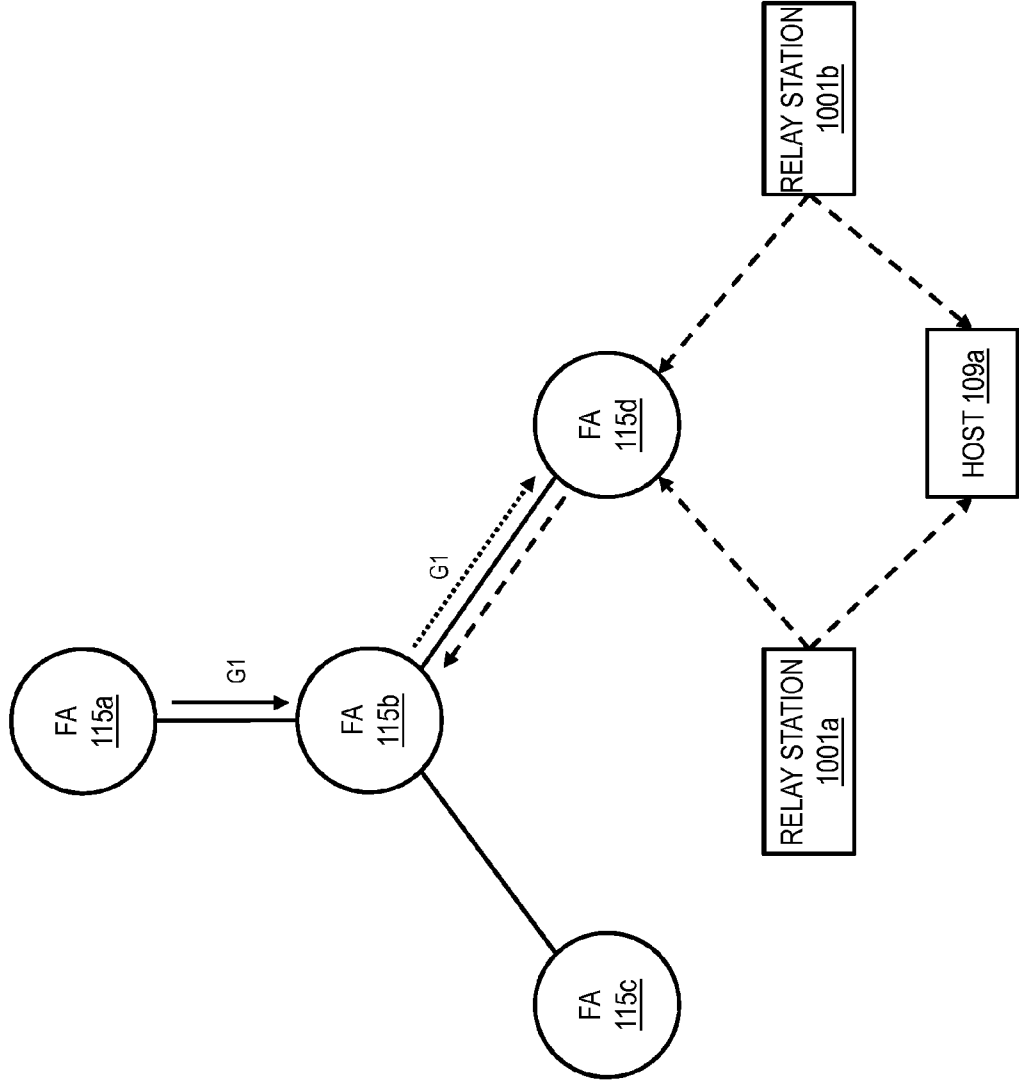 FA
115a
G1
FA
115b
G1
FA
115c
FA
115d
RELAY STATION
1001a
RELAY STATION
1001b
HOST 109a